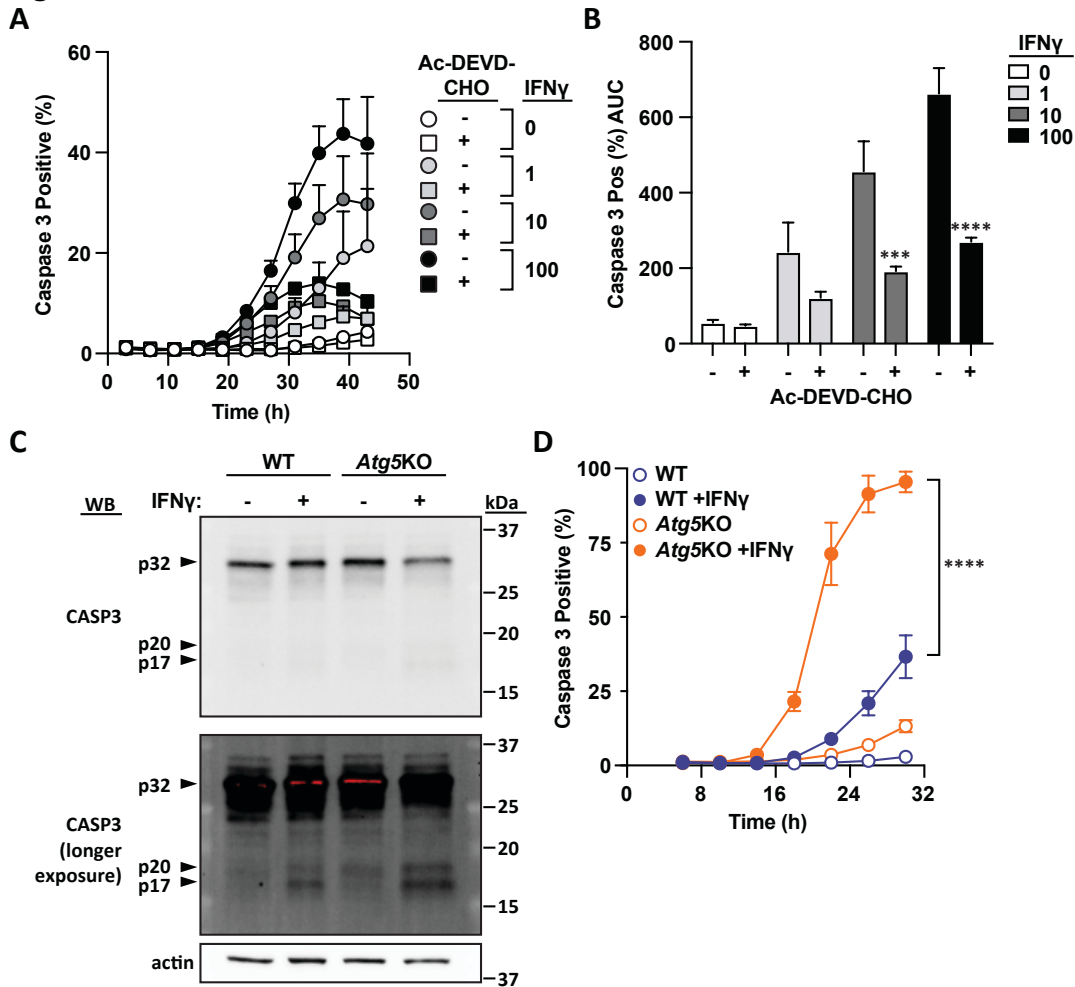 A
Caspase 3 Positive (%)
60
40
20
0
0 10 20 30 40 50
Time (h)
Ac-DEVD-
CHO IFNγ
- 0
+
- 1
+
- 10
+
- 100
+
B
Caspase 3 Pos (%) AUC
800
600
400
200
0
*** ****
- + - + - + - +
Ac-DEVD-CHO
IFNγ
0
1
10
100
C
WT Atg5KO
WB IFNγ: - + - + kDa
37
p32
25
CASP3
20
p20
p17
15
37
p32
25
CASP3
(longer
exposure)
20
p20
p17
15
actin
37
D
Caspase 3 Positive (%)
100
75
50
25
0
0 8 16 24 32
Time (h)
WT
WT +IFNγ
Atg5KO
Atg5KO +IFNγ
****